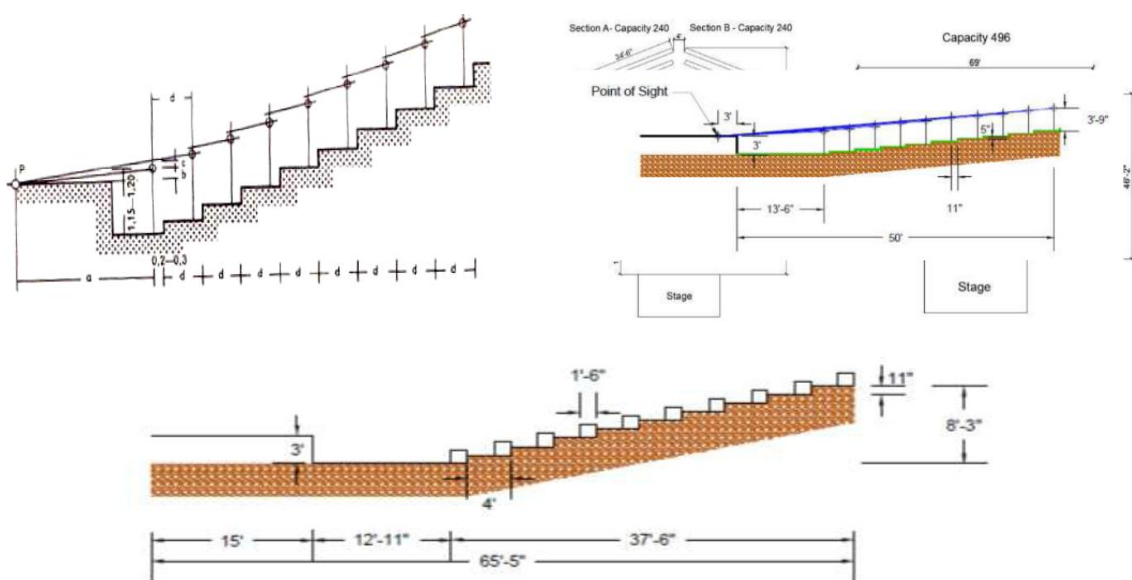 P
d
c
b
1,15–1,20
0,2–0,3
a
d
d
d
d
d
d
d
d
Section A- Capacity 240
Section B - Capacity 240
Capacity 496
69'
Point of Sight
3'
3'
5"
3'-9"
13'-6"
11"
50'
Stage
Stage
1'-6"
11"
3'
8'-3"
4'
15'
12'-11"
37'-6"
65'-5"